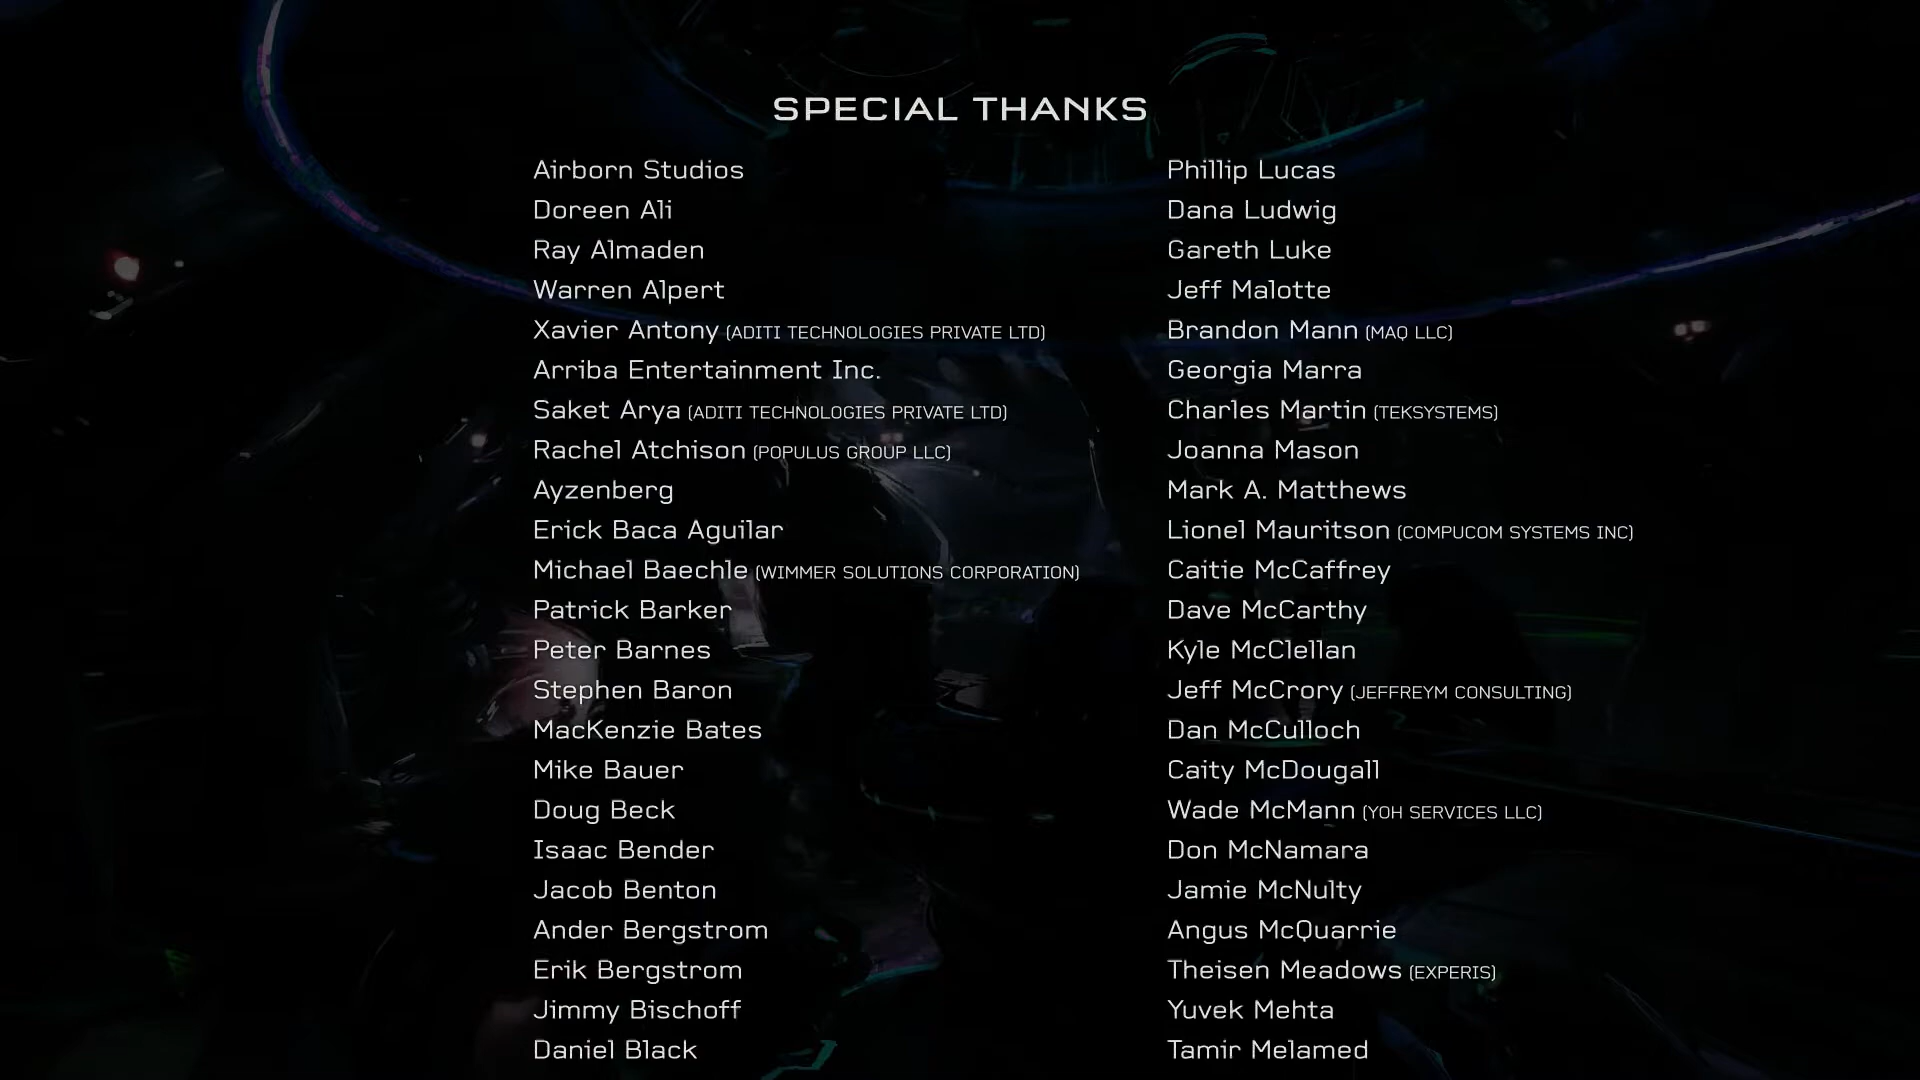 SPECIAL THANKS
Airborn Studios
Doreen Ali
Ray Almaden
Warren Alpert
Xavier Antony (ADITI TECHNOLOGIES PRIVATE LTD)
Arriba Entertainment Inc.
Saket Arya (ADITI TECHNOLOGIES PRIVATE LTD)
Rachel Atchison (POPULUS GROUP LLC)
Ayzenberg
Erick Baca Aguilar
Michael Baechle (WIMMER SOLUTIONS CORPORATION)
Patrick Barker
Peter Barnes
Stephen Baron
MacKenzie Bates
Mike Bauer
Doug Beck
Isaac Bender
Jacob Benton
Ander Bergstrom
Erik Bergstrom
Jimmy Bischoff
Daniel Black
Phillip Lucas
Dana Ludwig
Gareth Luke
Jeff Malotte
Brandon Mann (MAQ LLC)
Georgia Marra
Charles Martin (TEKSYSTEMS)
Joanna Mason
Mark A. Matthews
Lionel Mauritson (COMPUCOM SYSTEMS INC)
Caitie McCaffrey
Dave McCarthy
Kyle McClellan
Jeff McCrory (JEFFREYM CONSULTING)
Dan McCulloch
Caity McDougall
Wade McMann (YOH SERVICES LLC)
Don McNamara
Jamie McNulty
Angus McQuarrie
Theisen Meadows (EXPERIS)
Yuvek Mehta
Tamir Melamed